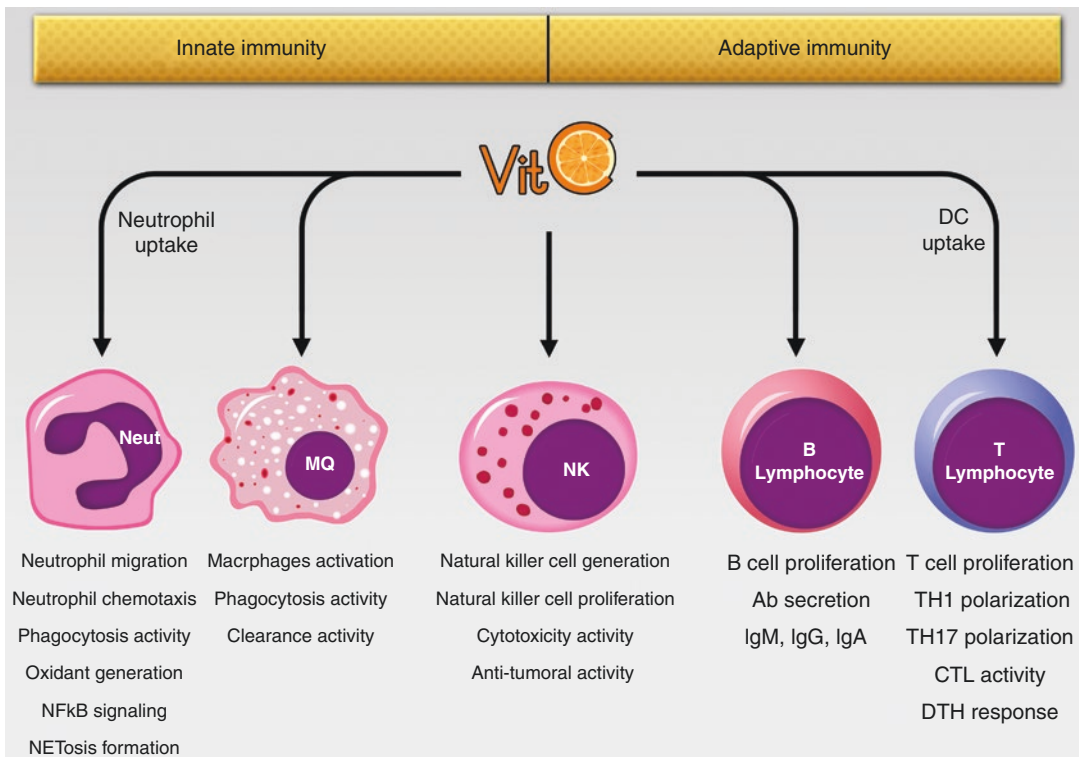 Innate immunity
Adaptive immunity
Vit C
Neutrophil
uptake
DC
uptake
Neut
MQ
NK
B
Lymphocyte
T
Lymphocyte
Neutrophil migration
Neutrophil chemotaxis
Phagocytosis activity
Oxidant generation
NFkB signaling
NETosis formation
Macrphages activation
Phagocytosis activity
Clearance activity
Natural killer cell generation
Natural killer cell proliferation
Cytotoxicity activity
Anti-tumoral activity
B cell proliferation
Ab secretion
IgM, IgG, IgA
T cell proliferation
TH1 polarization
TH17 polarization
CTL activity
DTH response